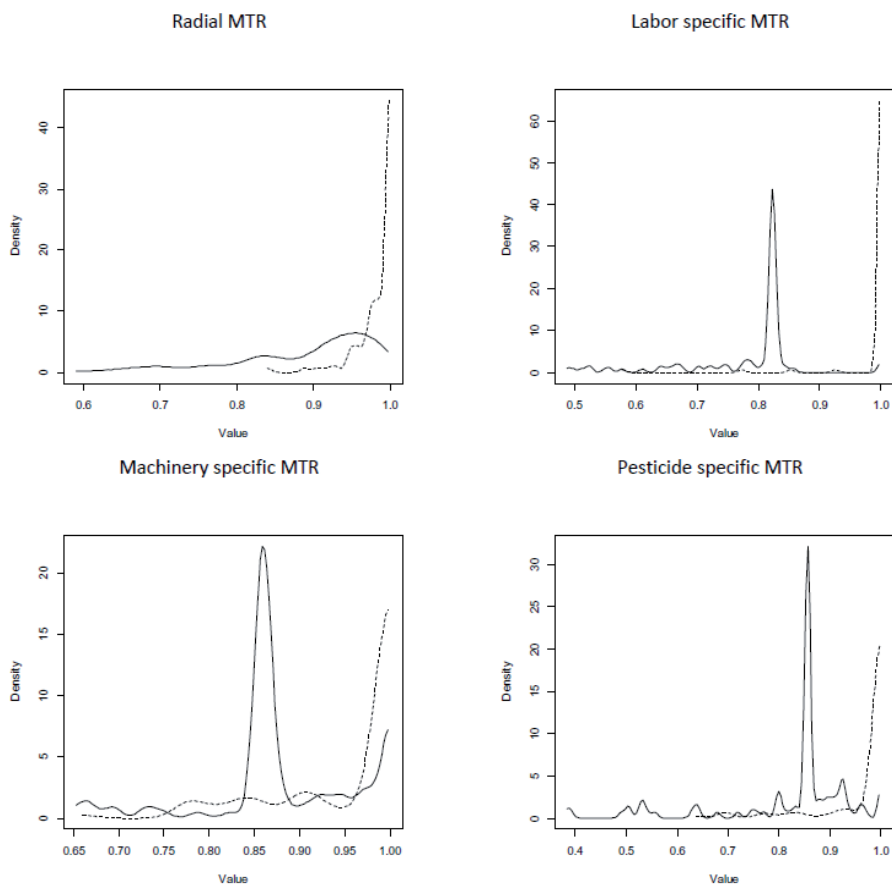 Radial MTR
Labor specific MTR
40
30
20
10
0
Density
0.6 0.7 0.8 0.9 1.0
Value
60
50
40
30
20
10
0
Density
0.5 0.6 0.7 0.8 0.9 1.0
Value
Machinery specific MTR
Pesticide specific MTR
20
15
10
5
0
Density
0.65 0.70 0.75 0.80 0.85 0.90 0.95 1.00
Value
30
25
20
15
10
5
0
Density
0.4 0.5 0.6 0.7 0.8 0.9 1.0
Value